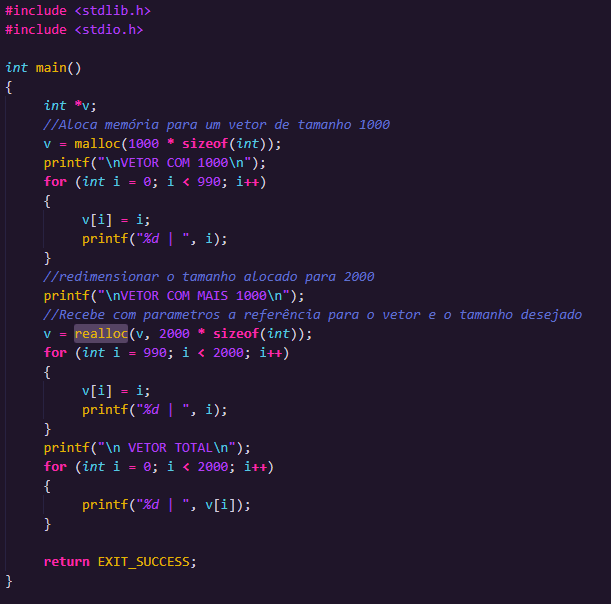 #include <stdlib.h>
#include <stdio.h>

int main()
{
    int *v;
    //Aloca memória para um vetor de tamanho 1000
    v = malloc(1000 * sizeof(int));
    printf("\nVETOR COM 1000\n");
    for (int i = 0; i < 990; i++)
    {
        v[i] = i;
        printf("%d | ", i);
    }
    //redimensionar o tamanho alocado para 2000
    printf("\nVETOR COM MAIS 1000\n");
    //Recebe com parametros a referência para o vetor e o tamanho desejado
    v = realloc(v, 2000 * sizeof(int));
    for (int i = 990; i < 2000; i++)
    {
        v[i] = i;
        printf("%d | ", i);
    }
    printf("\n VETOR TOTAL\n");
    for (int i = 0; i < 2000; i++)
    {
        printf("%d | ", v[i]);
    }

    return EXIT_SUCCESS;
}